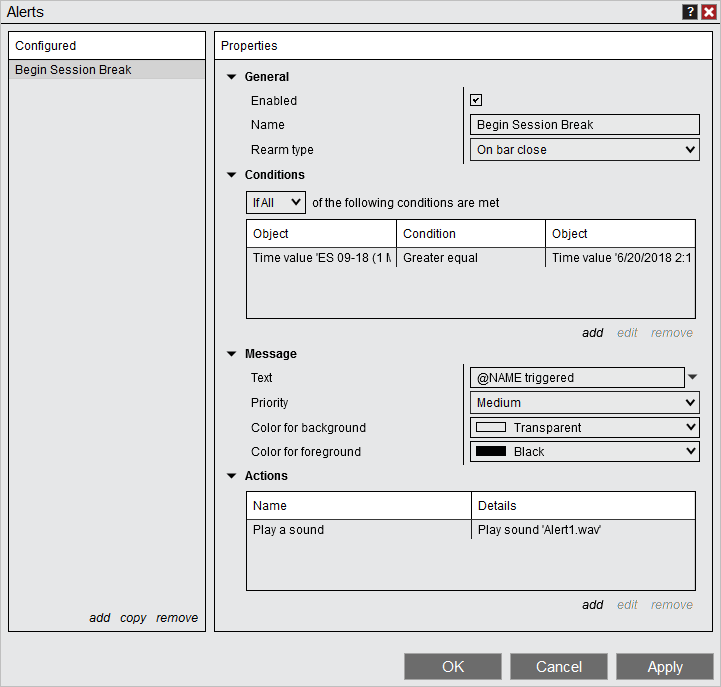 Alerts ?
Configured
Begin Session Break
add copy remove
Properties
General
Enabled
Name Begin Session Break
Rearm type On bar close
Conditions
If All of the following conditions are met
Object Condition Object
Time value 'ES 09-18 (1 M Greater equal Time value '6/20/2018 2:1
add edit remove
Message
Text @NAME triggered
Priority Medium
Color for background Transparent
Color for foreground Black
Actions
Name Details
Play a sound Play sound 'Alert1.wav'
add edit remove
OK Cancel Apply